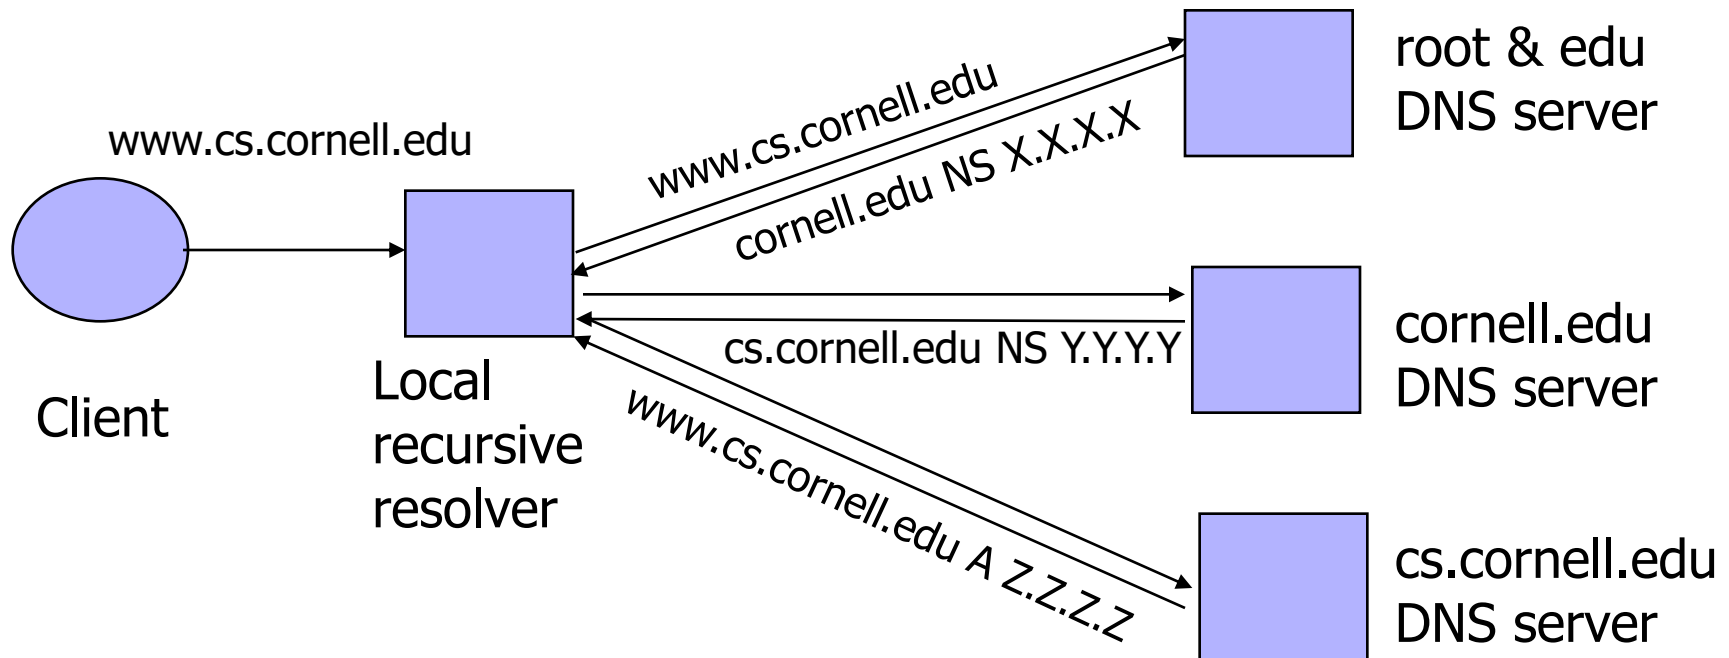 www.cs.cornell.edu
Client
Local
recursive
resolver
www.cs.cornell.edu
cornell.edu NS X.X.X.X
root & edu
DNS server
cs.cornell.edu NS Y.Y.Y.Y
cornell.edu
DNS server
www.cs.cornell.edu A Z.Z.Z.Z
cs.cornell.edu
DNS server